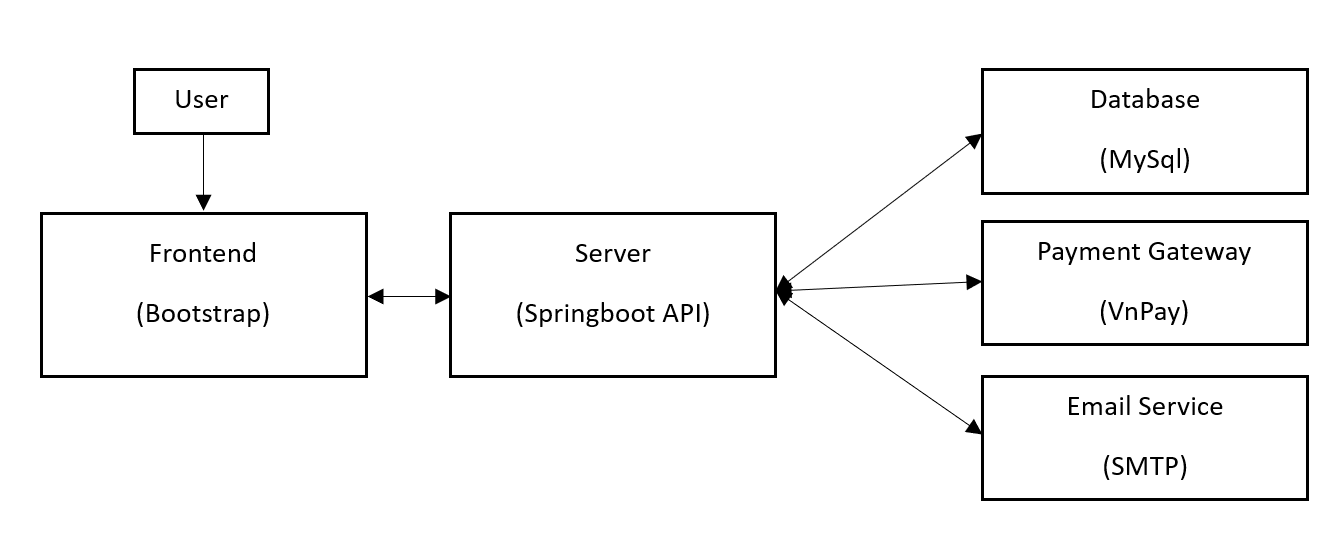 User
Frontend
(Bootstrap)
Server
(Springboot API)
Database
(MySql)
Payment Gateway
(VnPay)
Email Service
(SMTP)